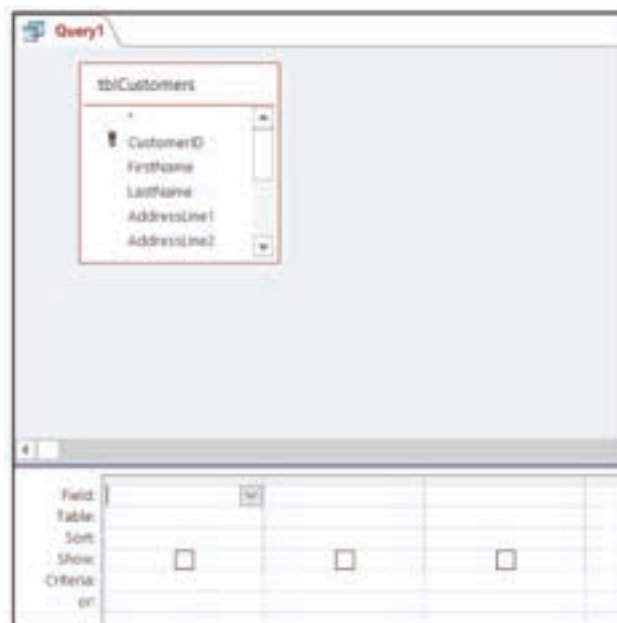 Query1
tblCustomers
*
CustomerID
FirstName
LastName
AddressLine1
AddressLine2
Field:
Table:
Sort:
Show:
Criteria:
or: